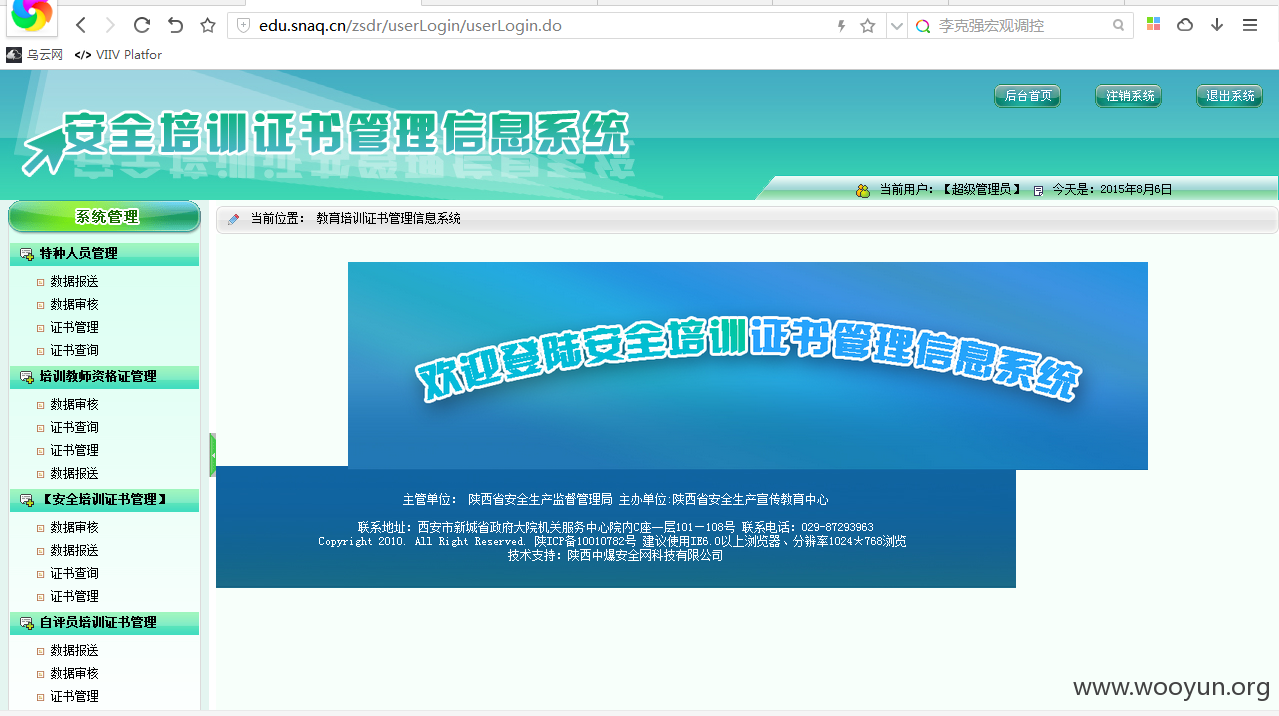 edu.snaq.cn/zsdr/userLogin/userLogin.do
李克强宏观调控
乌云网 </> VIIV Platfor
后台首页 注销系统 退出系统
安全培训证书管理信息系统
当前用户：【超级管理员】 今天是：2015年8月6日
系统管理
当前位置： 教育培训证书管理信息系统
特种人员管理
数据报送
数据审核
证书管理
证书查询
培训教师资格证管理
数据审核
证书查询
证书管理
数据报送
【安全培训证书管理】
数据审核
数据报送
证书查询
证书管理
自评员培训证书管理
数据报送
数据审核
证书管理
欢迎登陆安全培训证书管理信息系统
主管单位： 陕西省安全生产监督管理局 主办单位:陕西省安全生产宣传教育中心
联系地址：西安市新城省政府大院机关服务中心院内C座一层101－108号 联系电话：029-87293963
Copyright 2010. All Right Reserved. 陕ICP备10010782号 建议使用IE6.0以上浏览器、分辨率1024*768浏览
技术支持：陕西中煤安全网科技有限公司
www.wooyun.org